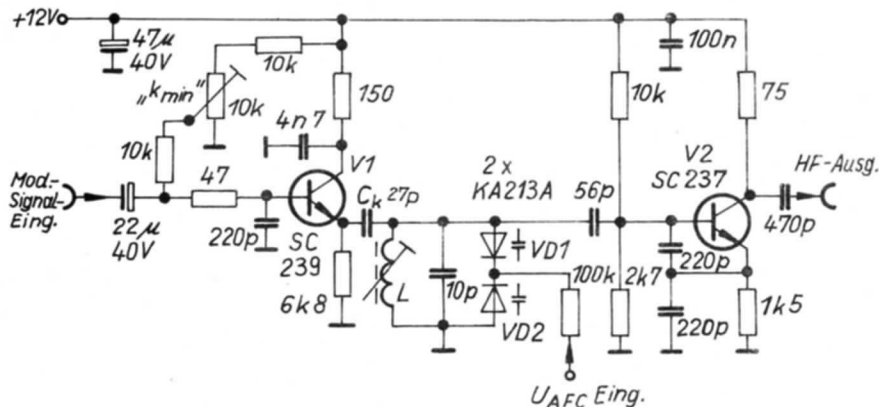 +12V
47µ
40V
10k
100n
„kmin"
10k
150
10k
75
4n7
10k
V1
2 x
KA213A
V2
SC 237
HF-Ausg.
Mod.-
Signal-
Eing.
47
Ck 27p
56p
470p
22µ
40V
220p
SC
239
VD1
220p
6k8
L
10p
100k
2k7
VD2
220p
1k5
UAFC Eing.